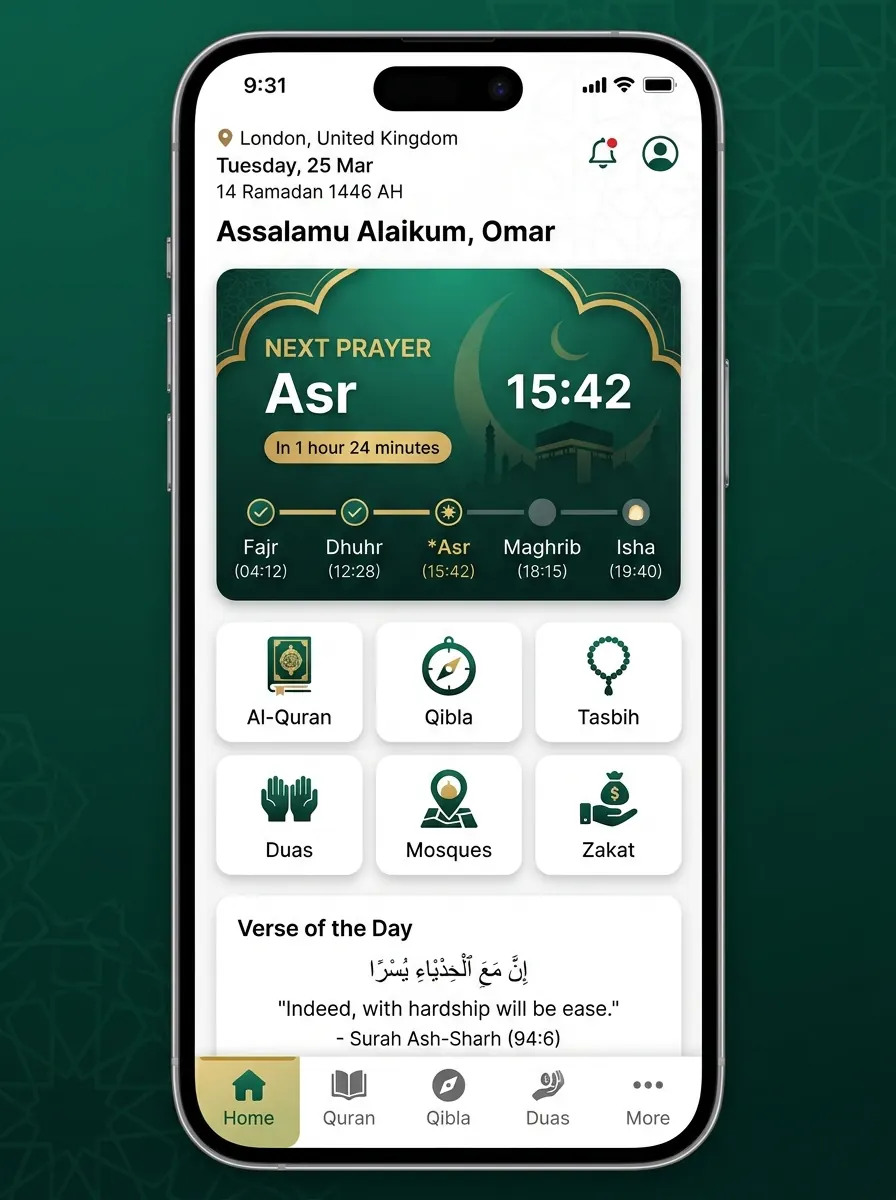 9:31
London, United Kingdom
Tuesday, 25 Mar
14 Ramadan 1446 AH
Assalamu Alaikum, Omar
NEXT PRAYER
Asr
15:42
In 1 hour 24 minutes
Fajr Dhuhr *Asr Maghrib Isha
(04:12) (12:28) (15:42) (18:15) (19:40)
Al-Quran Qibla Tasbih
$
Duas Mosques Zakat
Verse of the Day
إِنَّ مَعَ يُسْرًا
"Indeed, with hardship will be ease."
- Surah Ash-Sharh (94:6)
Home Quran Qibla Duas More